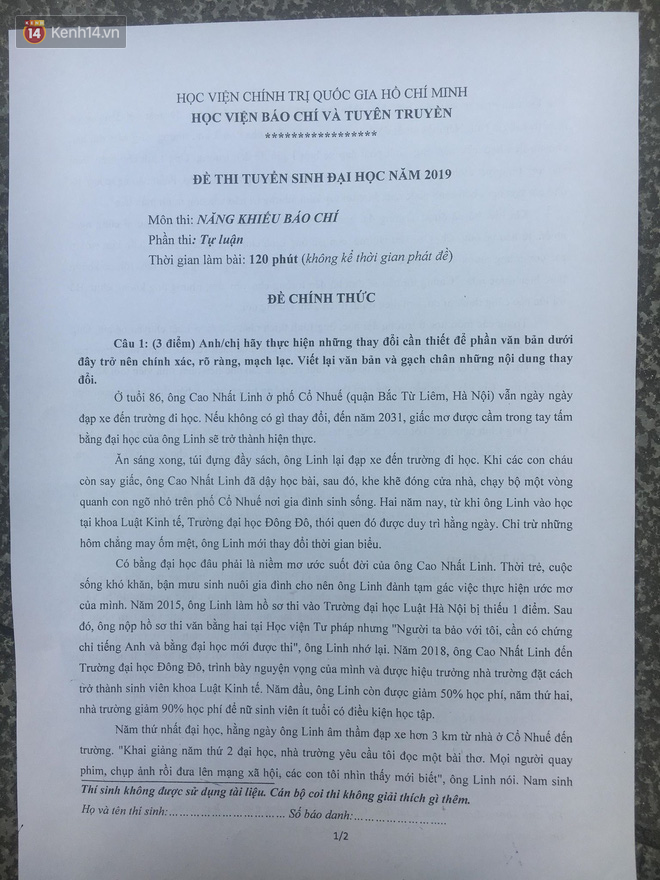 14 Kenh14.vn
HỌC VIỆN CHÍNH TRỊ QUỐC GIA HỒ CHÍ MINH
HỌC VIỆN BÁO CHÍ VÀ TUYÊN TRUYỀN
*****************
ĐỀ THI TUYỂN SINH ĐẠI HỌC NĂM 2019
Môn thi: NĂNG KHIẾU BÁO CHÍ
Phần thi: Tự luận
Thời gian làm bài: 120 phút (không kể thời gian phát đề)
ĐỀ CHÍNH THỨC
Câu 1: (3 điểm) Anh/chị hãy thực hiện những thay đổi cần thiết để phần văn bản dưới
đây trở nên chính xác, rõ ràng, mạch lạc. Viết lại văn bản và gạch chân những nội dung thay
đổi.
Ở tuổi 86, ông Cao Nhất Linh ở phố Cổ Nhuế (quận Bắc Từ Liêm, Hà Nội) vẫn ngày ngày
đạp xe đến trường đi học. Nếu không có gì thay đổi, đến năm 2031, giấc mơ được cầm trong tay tấm
bằng đại học của ông Linh sẽ trở thành hiện thực.
Ăn sáng xong, túi đựng đầy sách, ông Linh lại đạp xe đến trường đi học. Khi các con cháu
còn say giấc, ông Cao Nhất Linh đã dậy học bài, sau đó, khe khẽ đóng cửa nhà, chạy bộ một vòng
quanh con ngõ nhỏ trên phố Cổ Nhuế nơi gia đình sinh sống. Hai năm nay, từ khi ông Linh vào học
tại khoa Luật Kinh tế, Trường đại học Đông Đô, thói quen đó được duy trì hằng ngày. Chỉ trừ những
hôm chẳng may ốm mệt, ông Linh mới thay đổi thời gian biểu.
Có bằng đại học đâu phải là niềm mơ ước suốt đời của ông Cao Nhất Linh. Thời trẻ, cuộc
sống khó khăn, bận mưu sinh nuôi gia đình cho nên ông Linh đành tạm gác việc thực hiện ước mơ
của mình. Năm 2015, ông Linh làm hồ sơ thi vào Trường đại học Luật Hà Nội bị thiếu 1 điểm. Sau
đó, ông nộp hồ sơ thi văn bằng hai tại Học viện Tư pháp nhưng "Người ta bảo với tôi, cần có chứng
chỉ tiếng Anh và bằng đại học mới được thi", ông Linh nhớ lại. Năm 2018, ông Cao Nhất Linh đến
Trường đại học Đông Đô, trình bày nguyện vọng của mình và được hiệu trưởng nhà trường đặt cách
trở thành sinh viên khoa Luật Kinh tế. Năm đầu, ông Linh còn được giảm 50% học phí, năm thứ hai,
nhà trường giảm 90% học phí để nữ sinh viên ít tuổi có điều kiện học tập.
Năm thứ nhất đại học, hằng ngày ông Linh âm thầm đạp xe hơn 3 km từ nhà ở Cổ Nhuế đến
trường. "Khai giảng năm thứ 2 đại học, nhà trường yêu cầu tôi đọc một bài thơ. Mọi người quay
phim, chụp ảnh rồi đưa lên mạng xã hội, các con tôi nhìn thấy mới biết", ông Linh nói. Nam sinh
Thí sinh không được sử dụng tài liệu. Cán bộ coi thi không giải thích gì thêm.
Họ và tên thí sinh:.................................. Số báo danh:..........................
1/2